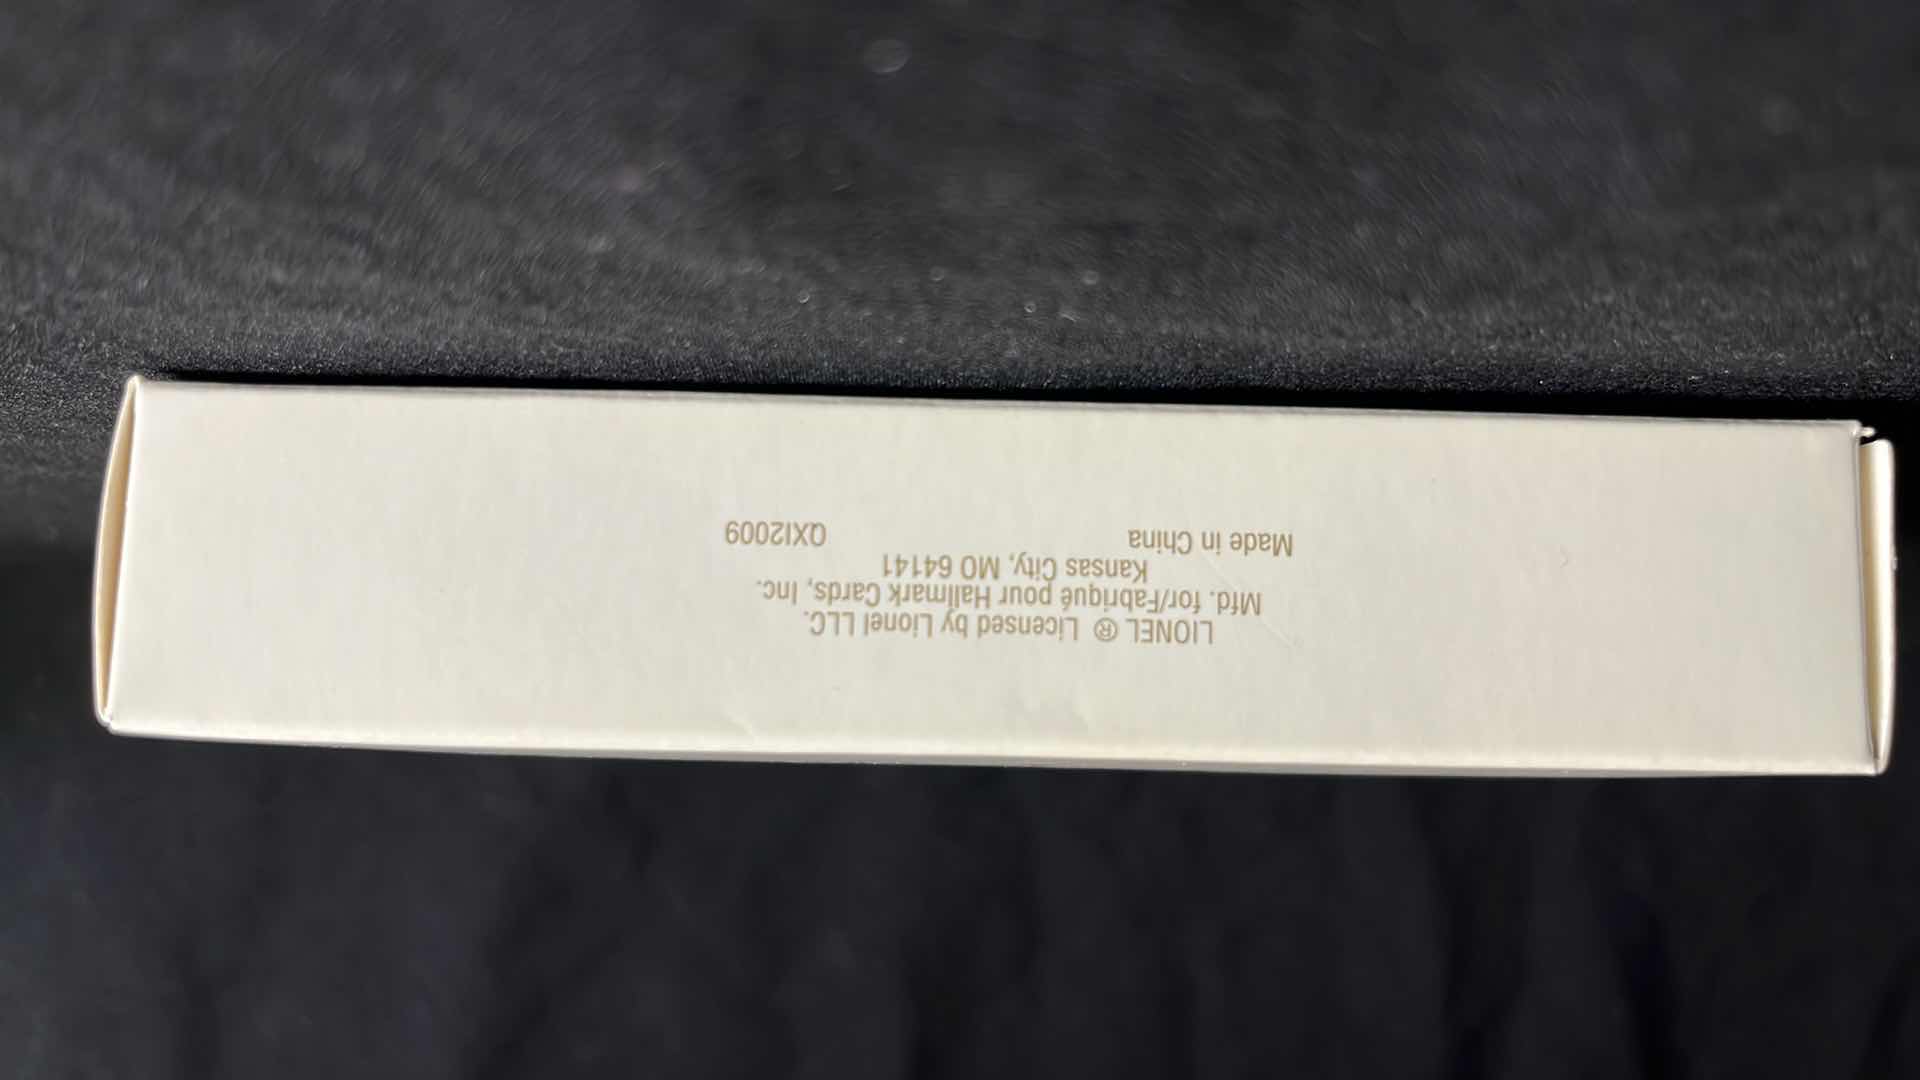 LIONEL ® Licensed by Lionel LLC.
Mfd. for/Fabriqué pour Hallmark Cards, Inc.
Kansas City, MO 64141
Made in China QXI2009